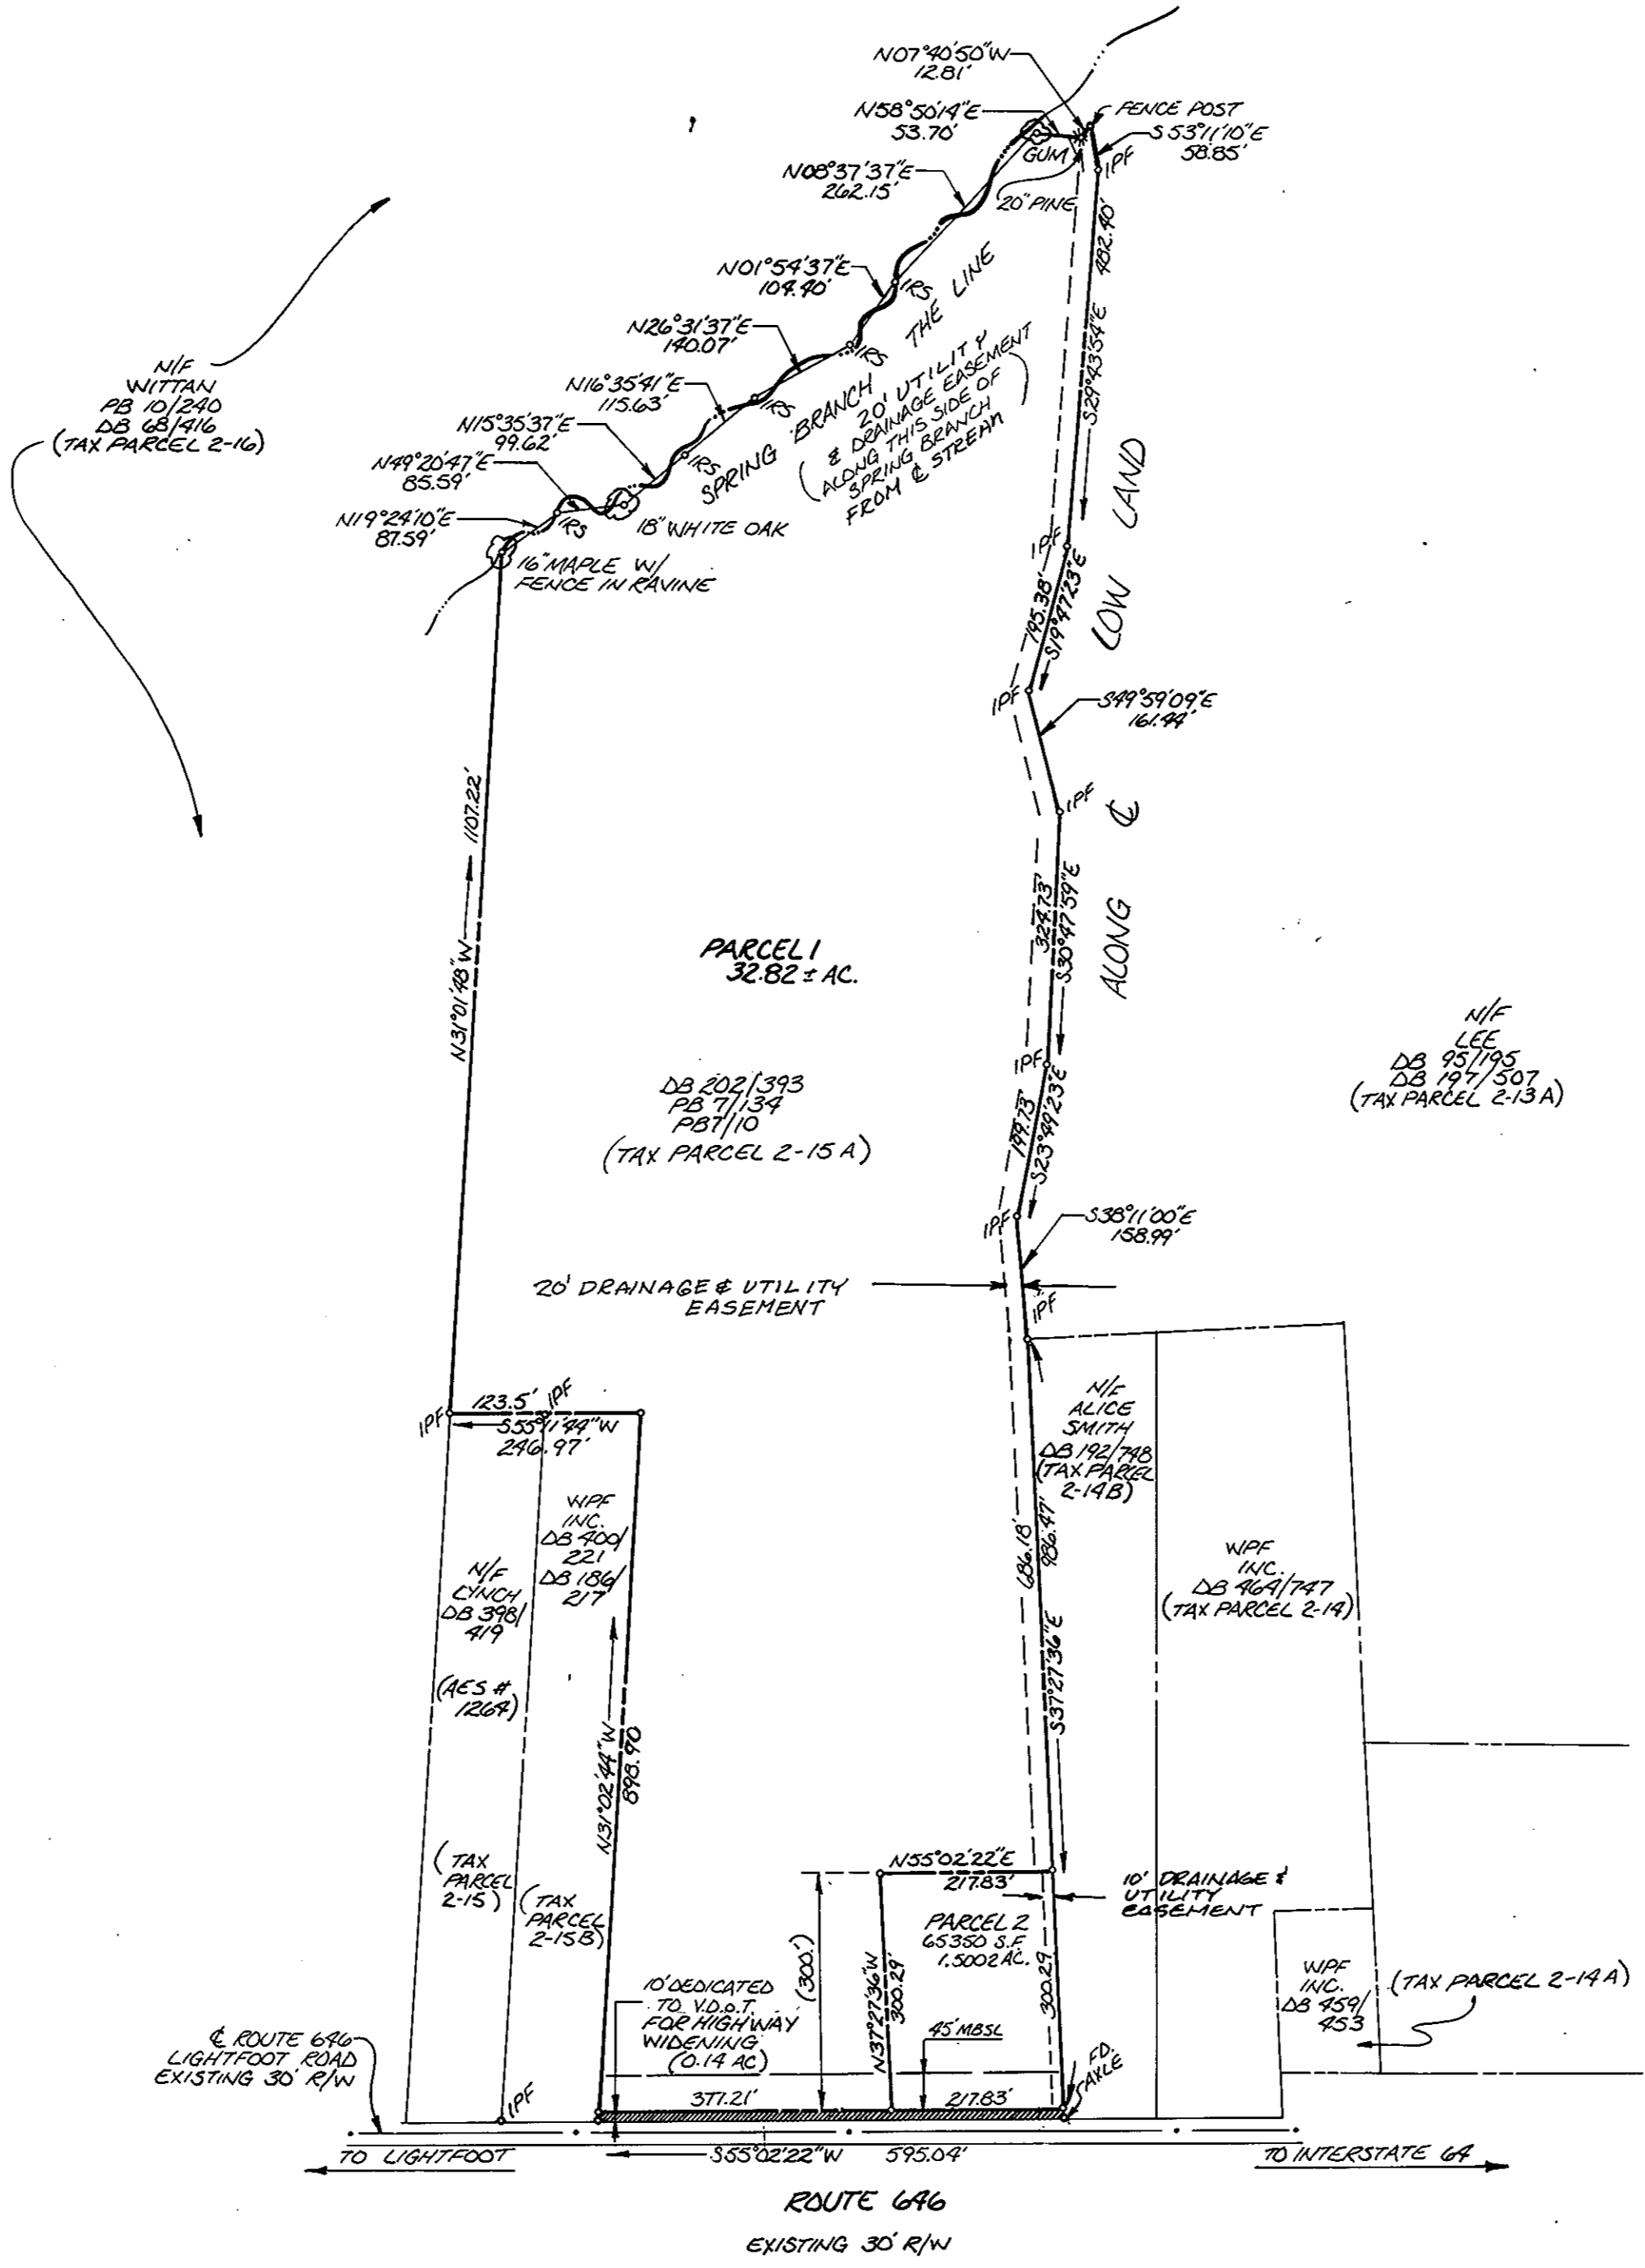 N07°40'50"W
12.81'
N58°50'14"E
53.70'
FENCE POST
S53°11'10"E
58.85'
GUM
IPF
N08°37'37"E
262.15'
20" PINE
482.40'
S29°43'54"E
N01°54'37"E
104.40'
IRS
N26°31'37"E
140.07'
IRS
N16°35'41"E
115.63'
IRS
N15°35'37"E
99.62'
IRS
N49°20'47"E
85.59'
IRS
18" WHITE OAK
N19°24'10"E
87.59'
16" MAPLE W/
FENCE IN RAVINE
SPRING BRANCH THE LINE
20' UTILITY
& DRAINAGE EASEMENT
(ALONG THIS SIDE OF
SPRING BRANCH
FROM ℄ STREAM)
N/F
WITTAN
PB 10/240
DB 68/416
(TAX PARCEL 2-16)
ALONG ℄ LOW LAND
IPF
195.38'
S19°47'23"E
IPF
S49°59'09"E
161.44'
IPF
324.73'
S30°47'59"E
IPF
199.73'
S23°49'23"E
IPF
S38°11'00"E
158.99'
IPF
N31°01'48"W 1107.22'
PARCEL 1
32.82 ± AC.
DB 202/393
PB 7/134
PB7/10
(TAX PARCEL 2-15 A)
N/F
LEE
DB 95/195
DB 197/507
(TAX PARCEL 2-13 A)
20' DRAINAGE & UTILITY
EASEMENT
123.5' IPF
IPF
S55°11'44"W
246.97'
N/F
ALICE
SMITH
DB 192/748
(TAX PARCEL
2-14B)
WPF
INC.
DB 400/
221
DB 186/
217
N/F
LYNCH
DB 398/
419
(AES #
1264)
686.18'
986.47'
S37°27'36"E
WPF
INC.
DB 464/747
(TAX PARCEL 2-14)
N31°02'44"W
898.90
(TAX
PARCEL
2-15)
(TAX
PARCEL
2-15B)
N55°02'22"E
217.83'
10' DRAINAGE &
UTILITY
EASEMENT
PARCEL 2
65350 S.F.
1.5002 AC.
(300.')
N37°27'36"W
300.29'
300.29
10' DEDICATED
TO V.D.O.T.
FOR HIGHWAY
WIDENING
(0.14 AC)
45' MBSL
WPF
INC.
DB 459/
453
(TAX PARCEL 2-14 A)
℄ ROUTE 646
LIGHTFOOT ROAD
EXISTING 30' R/W
IPF
377.21'
217.83'
FD.
AXLE
TO LIGHTFOOT
S55°02'22"W 595.04'
TO INTERSTATE 64
ROUTE 646
EXISTING 30' R/W